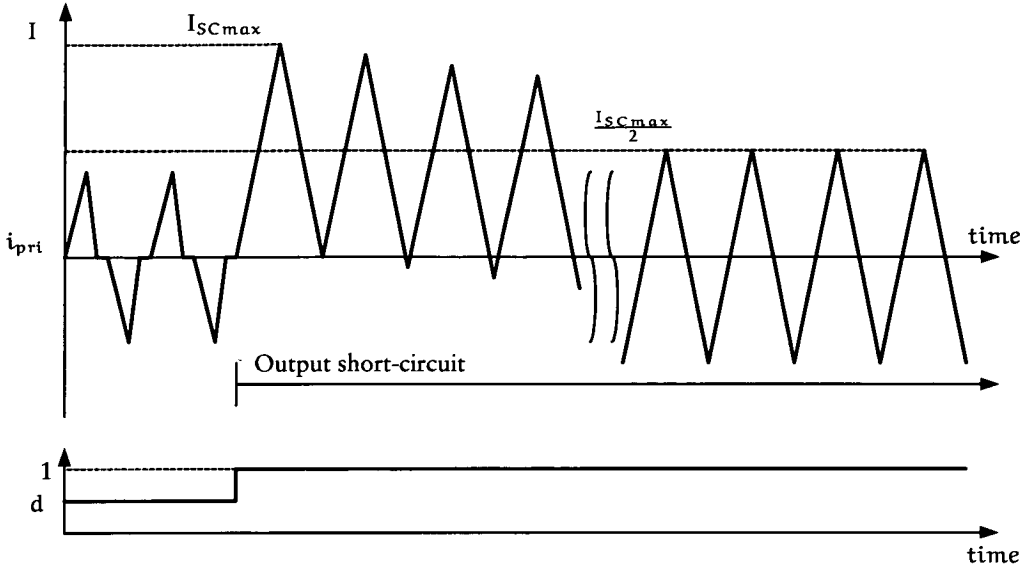 I
I_SCmax
I_SCmax
2
i_pri
time
Output short-circuit
1
d
time